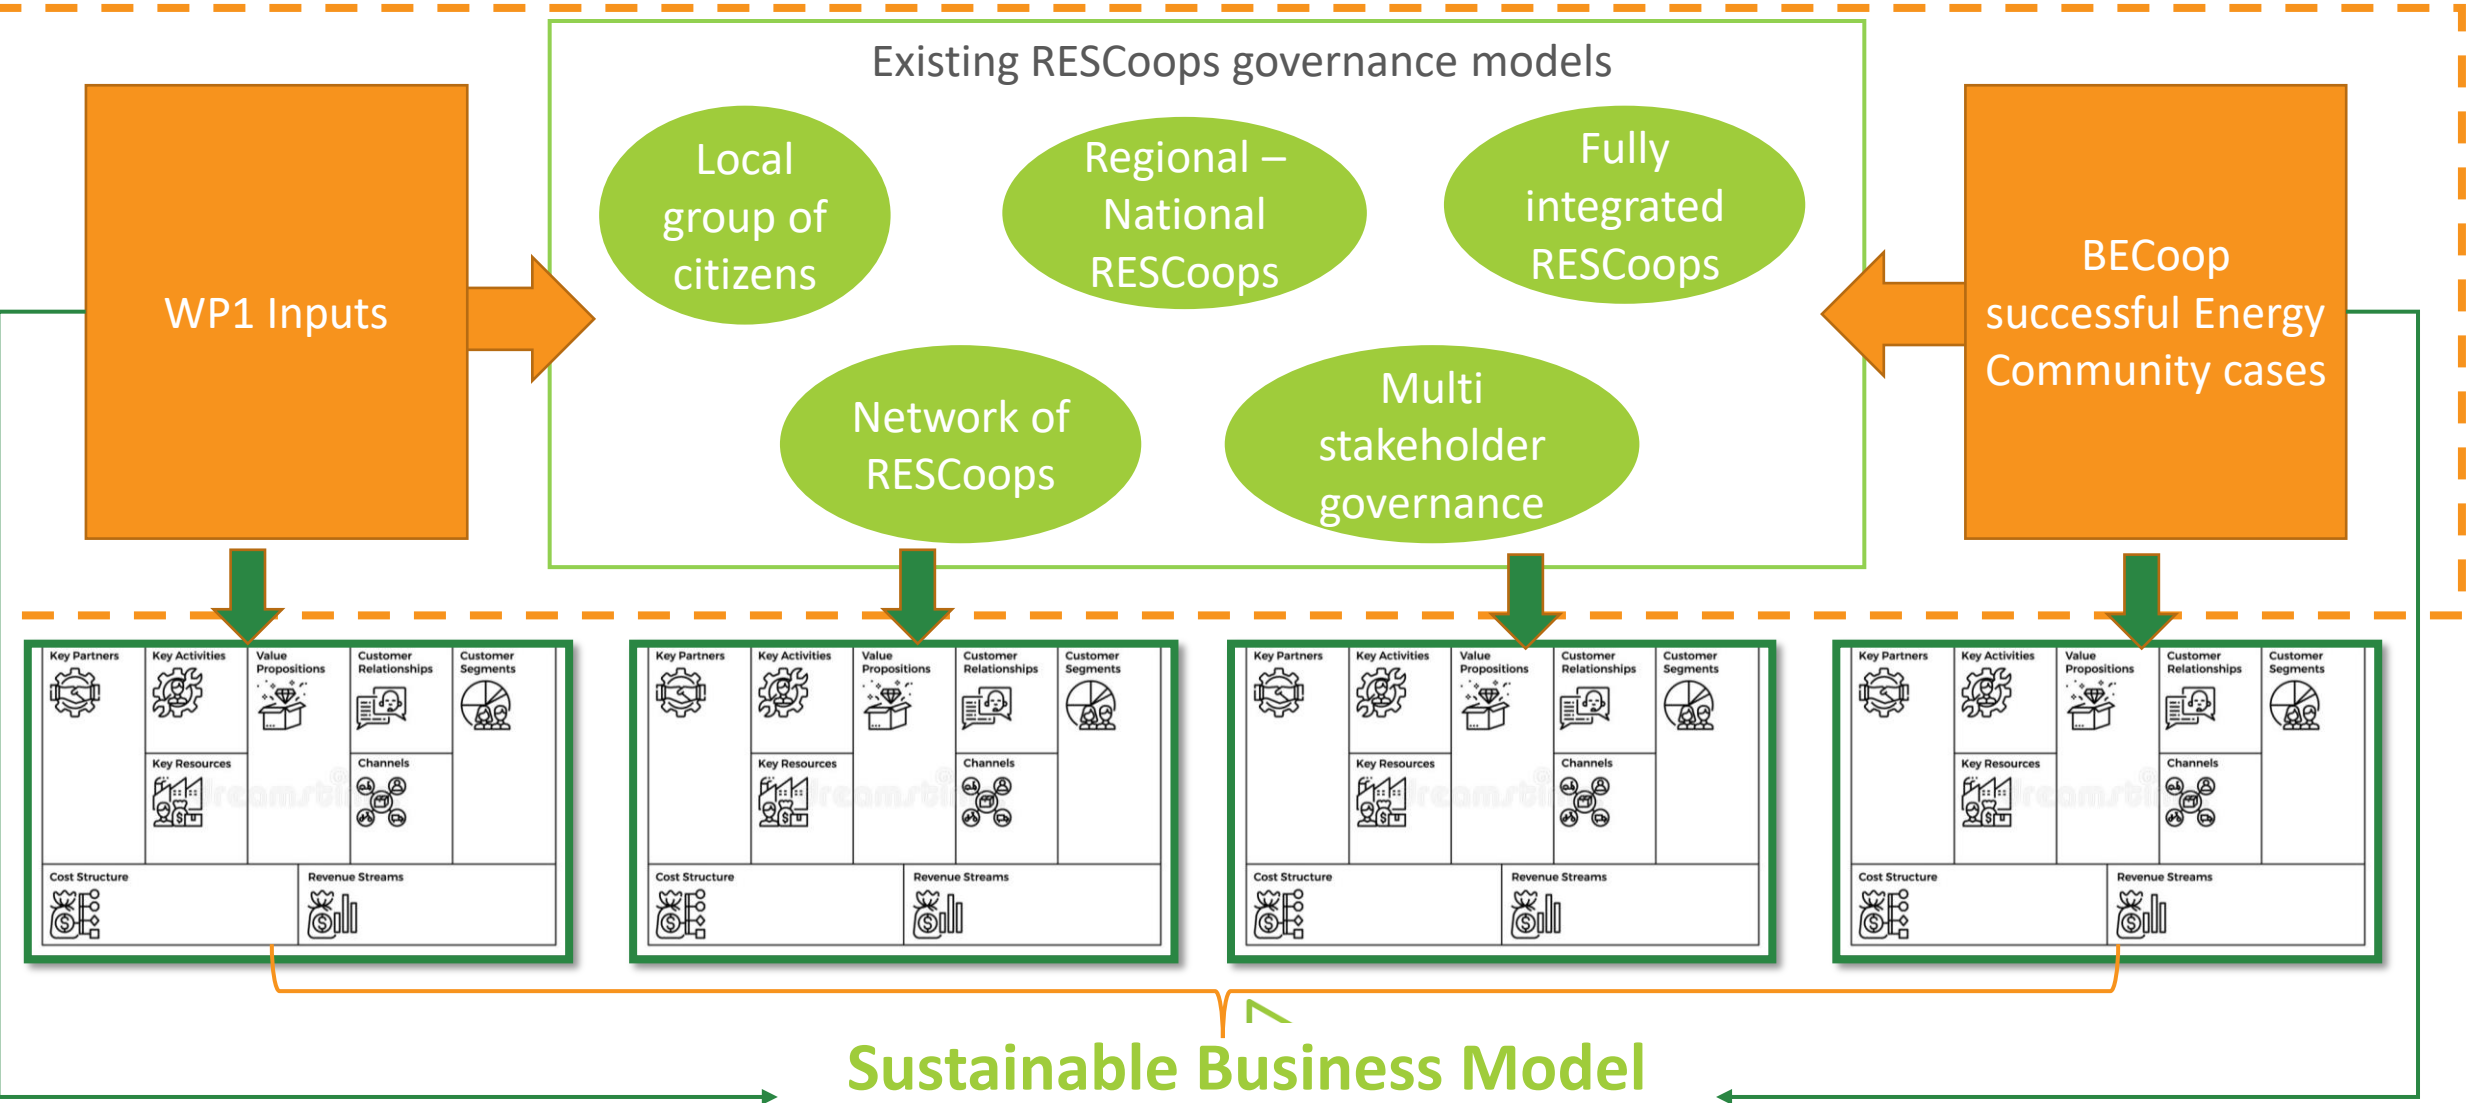 Existing RESCoops governance models
WP1 Inputs
Local
group of
citizens
Regional –
National
RESCoops
Fully
integrated
RESCoops
Network of
RESCoops
Multi
stakeholder
governance
BECoop
successful Energy
Community cases
Key Partners
Key Activities
Value
Propositions
Customer
Relationships
Customer
Segments
Key Resources
Channels
dreamstime
Cost Structure
Revenue Streams
Key Partners
Key Activities
Value
Propositions
Customer
Relationships
Customer
Segments
Key Resources
Channels
dreamstime
Cost Structure
Revenue Streams
Key Partners
Key Activities
Value
Propositions
Customer
Relationships
Customer
Segments
Key Resources
Channels
dreamstime
Cost Structure
Revenue Streams
Key Partners
Key Activities
Value
Propositions
Customer
Relationships
Customer
Segments
Key Resources
Channels
dreamstime
Cost Structure
Revenue Streams
Sustainable Business Model